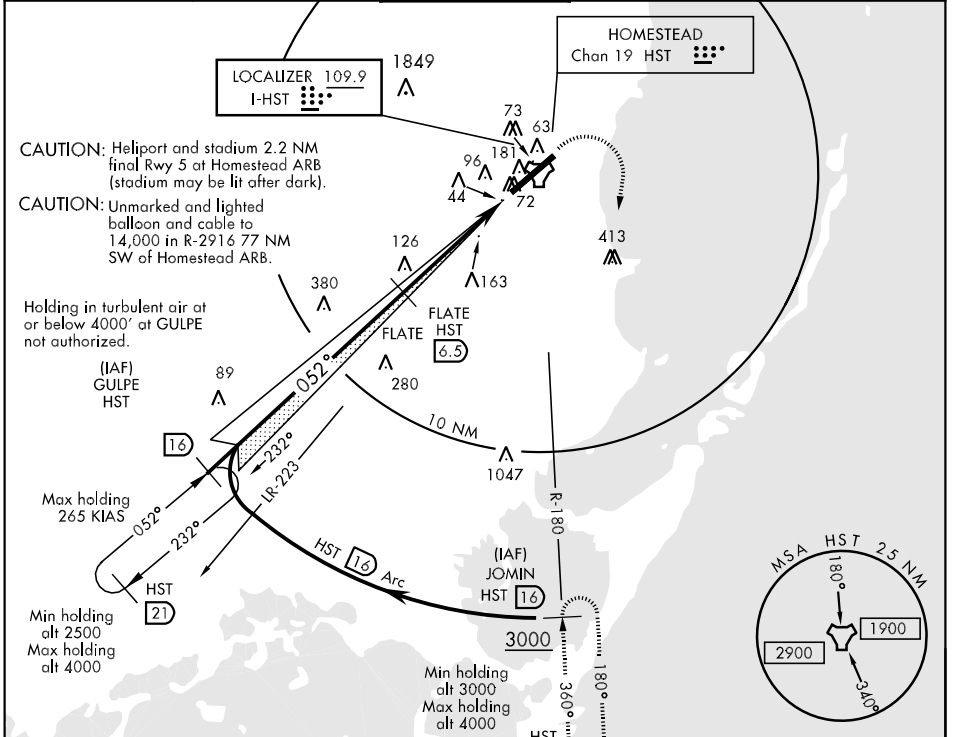 HOMESTEAD
Chan 19 HST
LOCALIZER 109.9
I-HST
1849
73
63
CAUTION: Heliport and stadium 2.2 NM
final Rwy 5 at Homestead ARB
(stadium may be lit after dark).
181
96
44
72
CAUTION: Unmarked and lighted
balloon and cable to
14,000 in R-2916 77 NM
SW of Homestead ARB.
126
413
163
380
Holding in turbulent air at
or below 4000' at GULPE
not authorized.
FLATE
FLATE
HST
6.5
(IAF)
GULPE
HST
89
280
052°
10 NM
16
232°
1047
LR-223
Max holding
265 KIAS
052°
232°
R-180
HST 16 Arc
(IAF)
JOMIN
HST 16
MSA HST 25 NM
180°
1900
2900
340°
HST
21
Min holding
alt 2500
Max holding
alt 4000
3000
Min holding
alt 3000
Max holding
alt 4000
360°
180°
HST